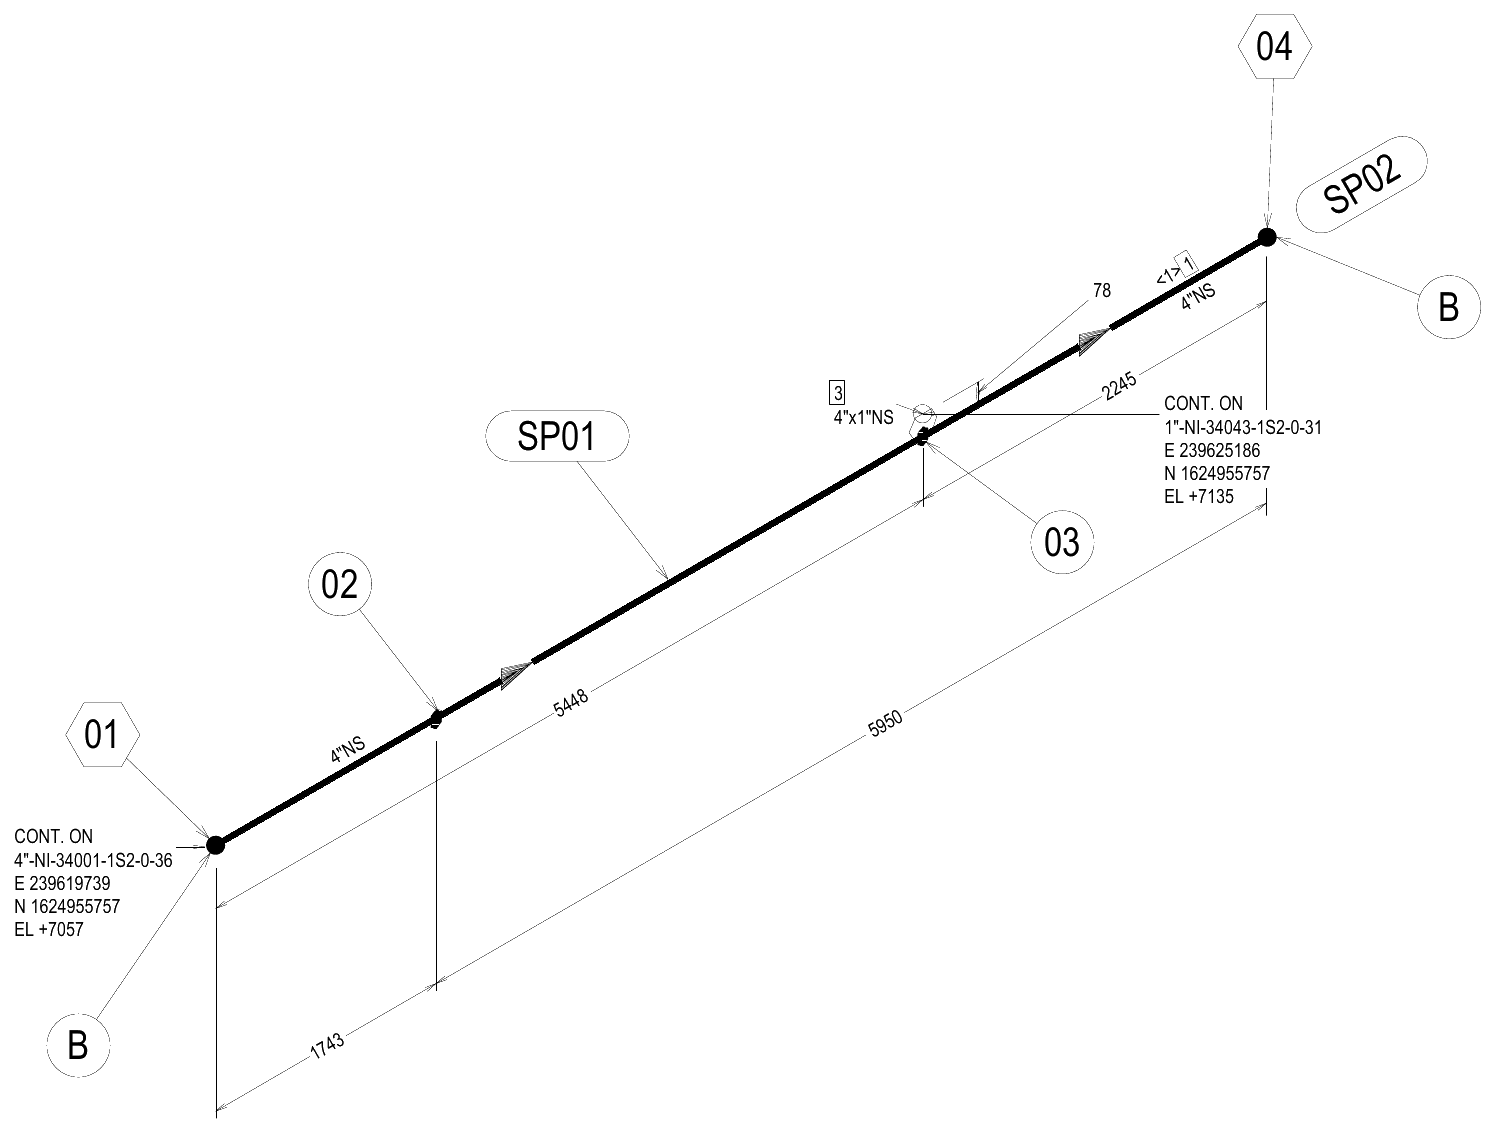 04
SP02
<1> 1
4"NS
B
78
2245
3
4"x1"NS
CONT. ON
1"-NI-34043-1S2-0-31
E 239625186
N 1624955757
EL +7135
SP01
03
02
5448
5950
01
4"NS
CONT. ON
4"-NI-34001-1S2-0-36
E 239619739
N 1624955757
EL +7057
B
1743